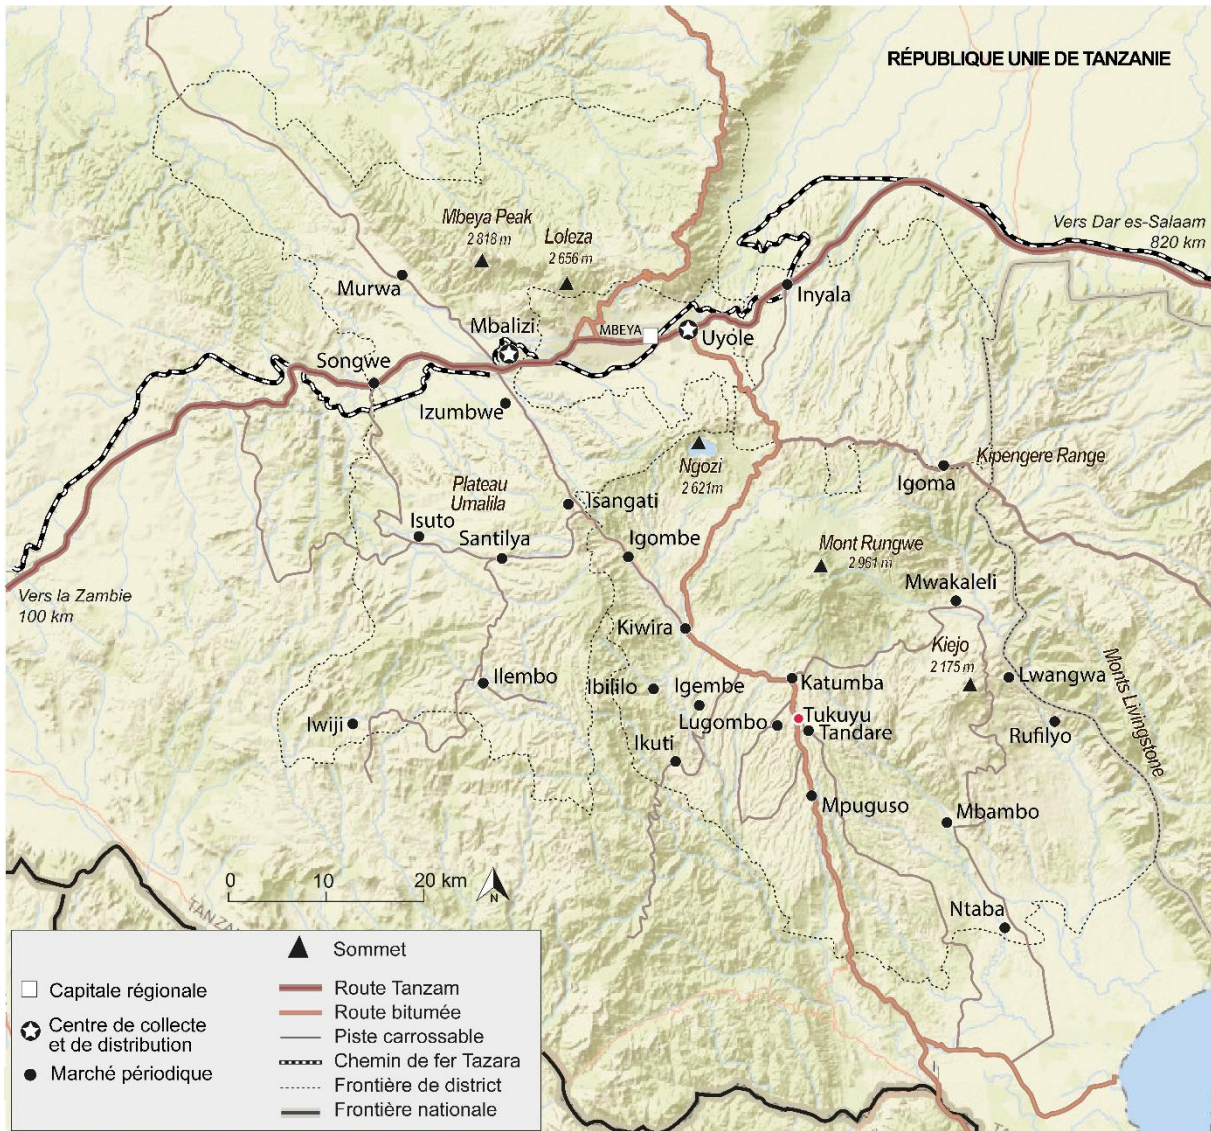 RÉPUBLIQUE UNIE DE TANZANIE
Mbeya Peak
2 818 m
Loleza
2 656 m
Vers Dar es-Salaam
820 km
Murwa
Inyala
Mbalizi
MBEYA
Uyole
Songwe
Izumbwe
Ngozi
2 621m
Kipengere Range
Igoma
Plateau
Umalila
Isangati
Isuto
Santilya
Igombe
Mont Rungwe
2 961 m
Mwakaleli
Vers la Zambie
100 km
Kiwira
Kiejo
2 175 m
Monts Livingstone
Ilembo
Ibililo
Igembe
Katumba
Lwangwa
Iwiji
Lugombo
Tukuyu
Tandare
Rufilyo
Ikuti
Mpuguso
Mbambo
0 10 20 km
N
TANZAN
Ntaba
Sommet
Capitale régionale
Centre de collecte
et de distribution
Marché périodique
Route Tanzam
Route bitumée
Piste carrossable
Chemin de fer Tazara
Frontière de district
Frontière nationale